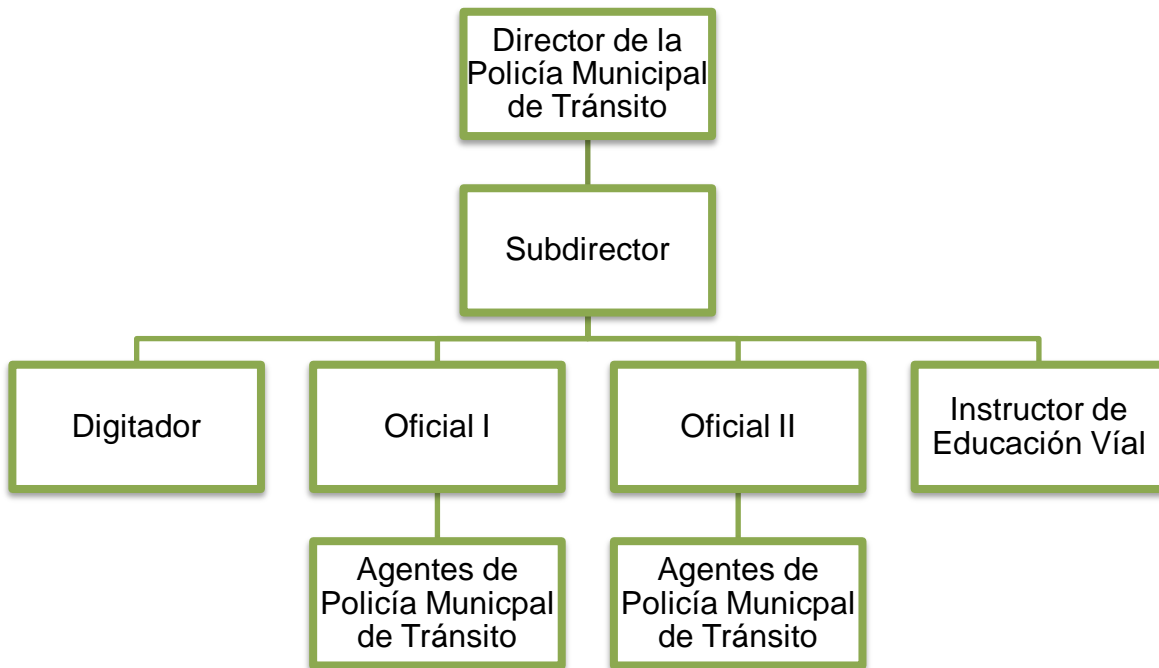 Director de la
Policía Municipal
de Tránsito
Subdirector
Digitador
Oficial I
Oficial II
Instructor de
Educación Víal
Agentes de
Policía Municpal
de Tránsito
Agentes de
Policía Municpal
de Tránsito